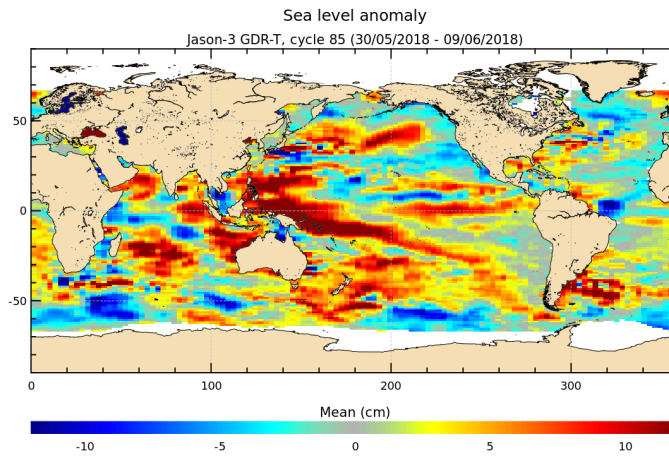 Sea level anomaly
Jason-3 GDR-T, cycle 85 (30/05/2018 - 09/06/2018)
50
0
-50
0 100 200 300
Mean (cm)
-10 -5 0 5 10